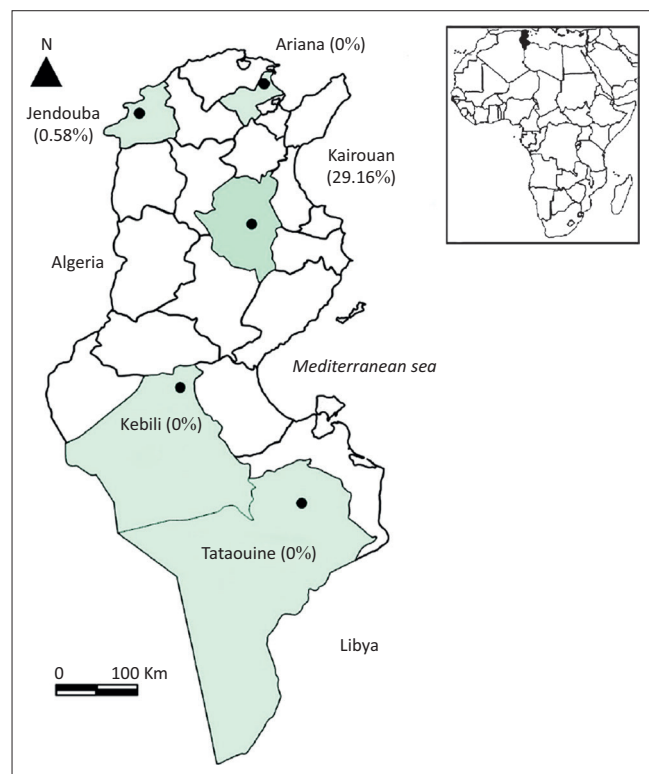 N
Ariana (0%)
Jendouba
(0.58%)
Kairouan
(29.16%)
Algeria
Mediterranean sea
Kebili (0%)
Tataouine (0%)
Libya
0 100 Km